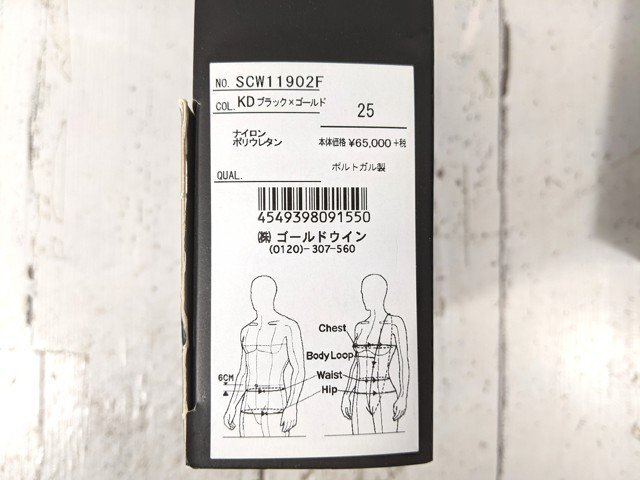 NO. SCW11902F
COL. KDブラック×ゴールド
25
ナイロン
ポリウレタン
本体価格 ¥65,000 +税
QUAL.
ポルトガル製
4549398091550
㈱ ゴールドウイン
(0120)-307-560
Chest
Body Loop
6CM
Waist
Hip